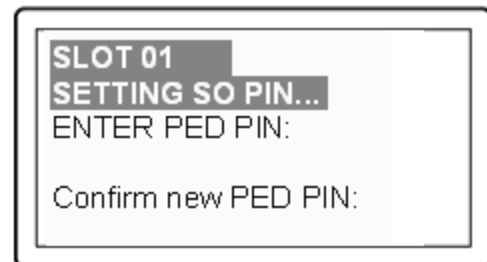 SLOT 01
SETTING SO PIN...
ENTER PED PIN:
Confirm new PED PIN: